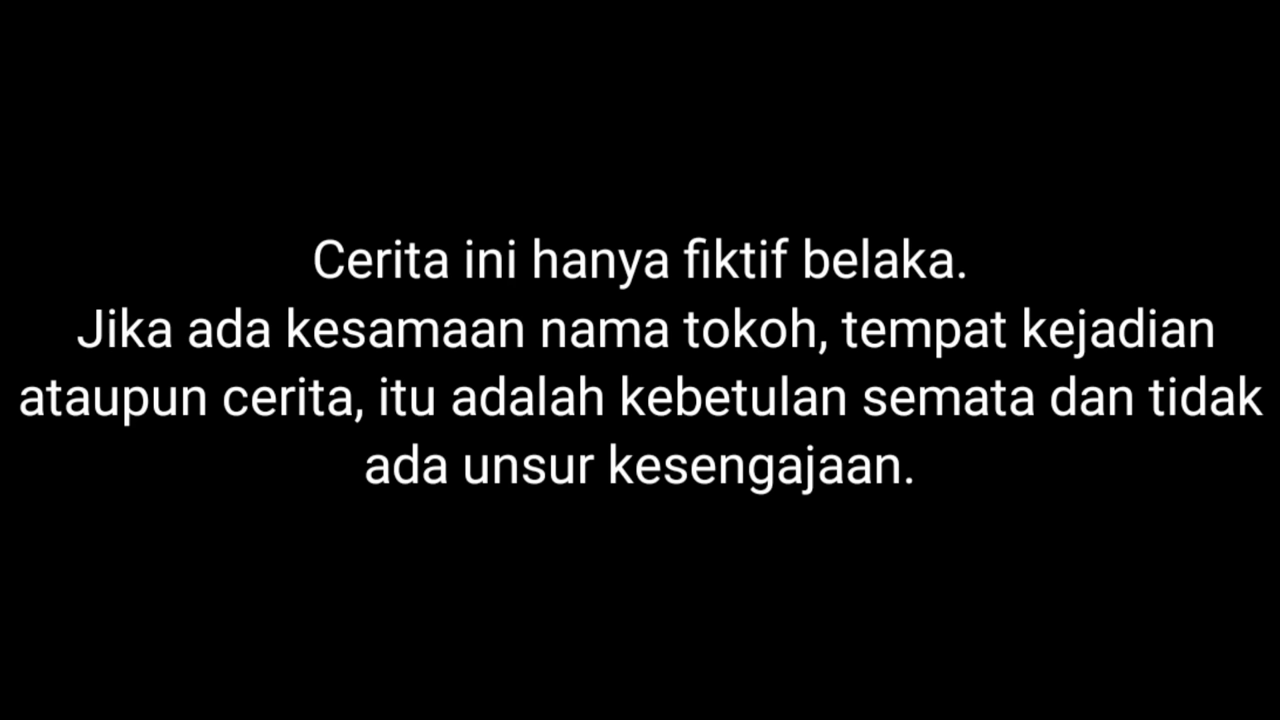 Cerita ini hanya fiktif belaka.
Jika ada kesamaan nama tokoh, tempat kejadian
ataupun cerita, itu adalah kebetulan semata dan tidak
ada unsur kesengajaan.